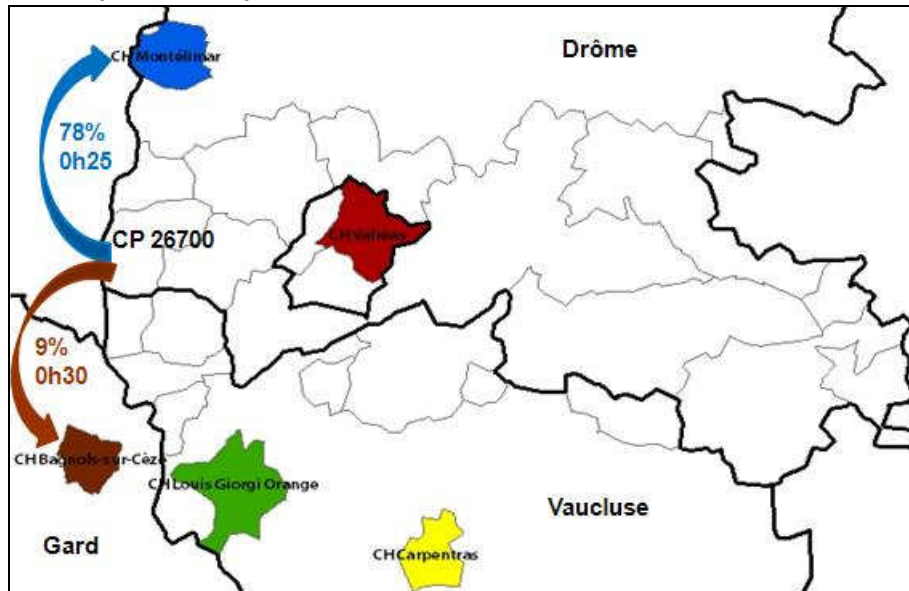 CH Montélimar
Drôme
78%
0h25
CP 26700
CH Valréas
9%
0h30
CH Bagnols-sur-Cèze
CH Louis Giorgi Orange
Vaucluse
Gard
CH Carpentras